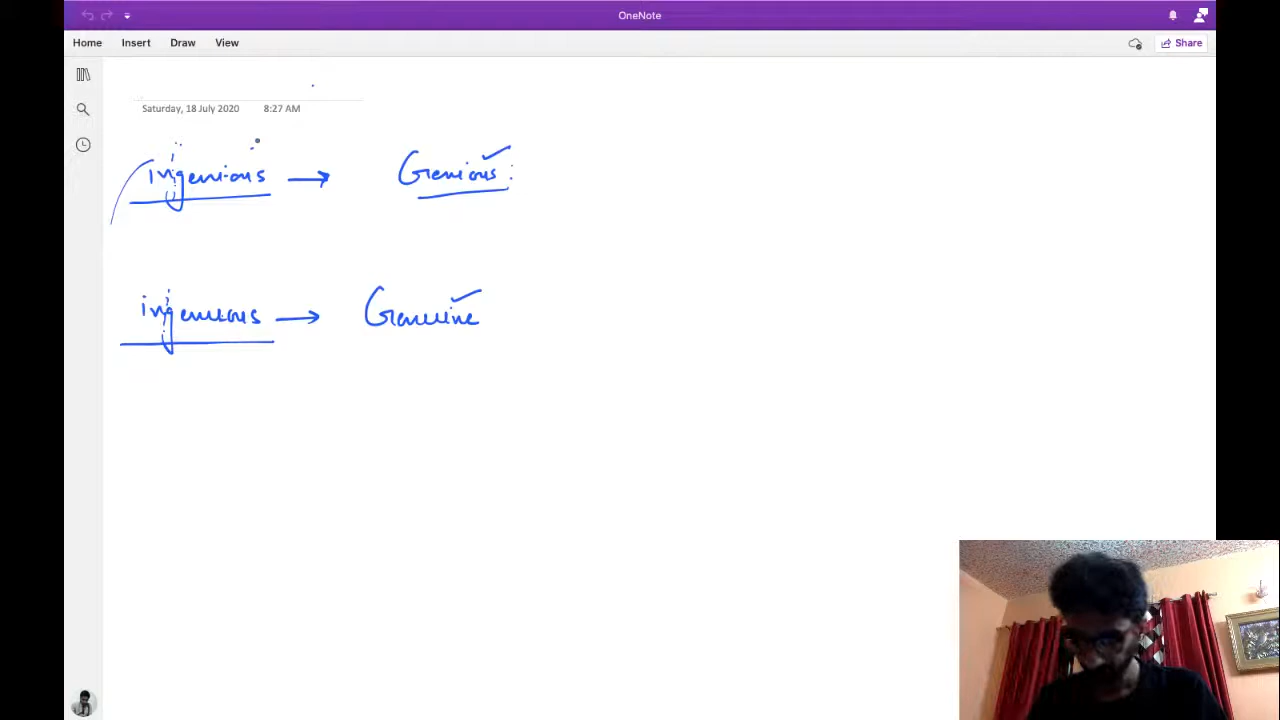 OneNote
Home Insert Draw View Share
Saturday, 18 July 2020 8:27 AM
ingenious → Genious:
ingenuous → Genuine